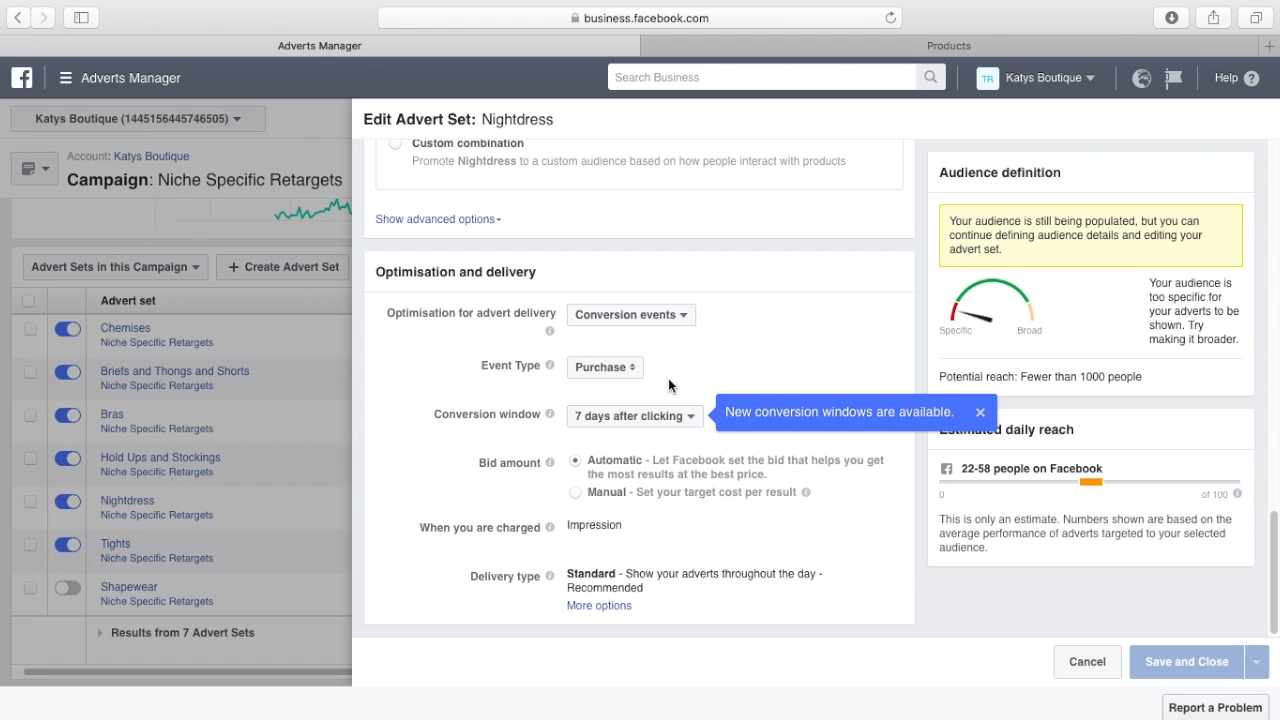 business.facebook.com
Adverts Manager
Products
Adverts Manager
Search Business
TR
Katys Boutique
Help
Katys Boutique (1445156445746505)
Account: Katys Boutique
Campaign: Niche Specific Retargets
Advert Sets in this Campaign
+ Create Advert Set
Advert set
Chemises
Niche Specific Retargets
Briefs and Thongs and Shorts
Niche Specific Retargets
Bras
Niche Specific Retargets
Hold Ups and Stockings
Niche Specific Retargets
Nightdress
Niche Specific Retargets
Tights
Niche Specific Retargets
Shapewear
Niche Specific Retargets
Results from 7 Advert Sets
Edit Advert Set: Nightdress
Custom combination
Promote Nightdress to a custom audience based on how people interact with products
Show advanced options
Optimisation and delivery
Optimisation for advert delivery
Conversion events
Event Type
Purchase
Conversion window
7 days after clicking
New conversion windows are available.
Bid amount
Automatic - Let Facebook set the bid that helps you get
the most results at the best price.
Manual - Set your target cost per result
When you are charged
Impression
Delivery type
Standard - Show your adverts throughout the day -
Recommended
More options
Audience definition
Your audience is still being populated, but you can
continue defining audience details and editing your
advert set.
Specific
Broad
Your audience is
too specific for
your adverts to be
shown. Try
making it broader.
Potential reach: Fewer than 1000 people
Estimated daily reach
22-58 people on Facebook
0
of 100
This is only an estimate. Numbers shown are based on the
average performance of adverts targeted to your selected
audience.
Cancel
Save and Close
Report a Problem